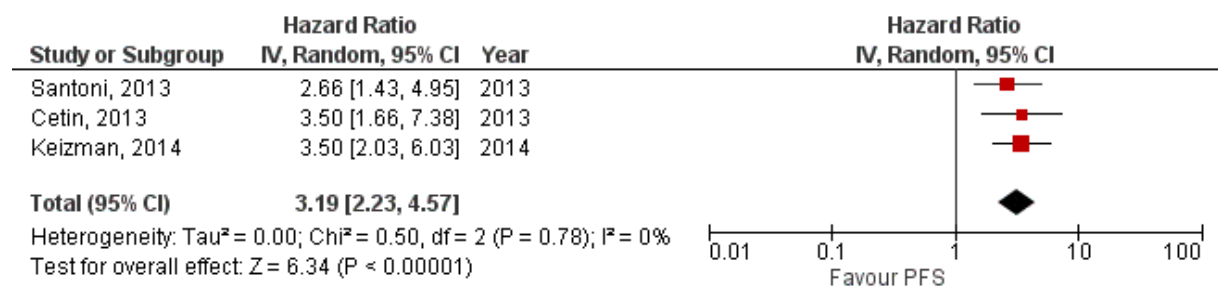 Hazard Ratio Hazard Ratio
Study or Subgroup IV, Random, 95% CI Year IV, Random, 95% CI
Santoni, 2013 2.66 [1.43, 4.95] 2013
Cetin, 2013 3.50 [1.66, 7.38] 2013
Keizman, 2014 3.50 [2.03, 6.03] 2014
Total (95% CI) 3.19 [2.23, 4.57]
Heterogeneity: Tau² = 0.00; Chi² = 0.50, df = 2 (P = 0.78); I² = 0%
Test for overall effect: Z = 6.34 (P < 0.00001)
0.01 0.1 1 10 100
Favour PFS